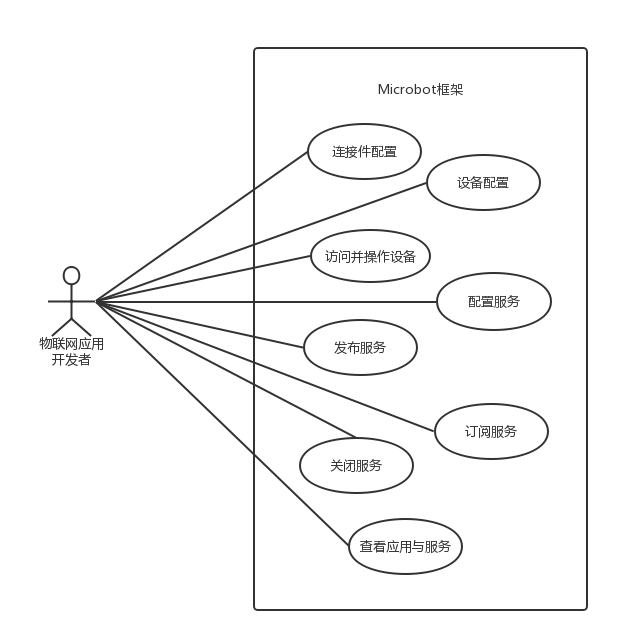 Microbot框架
连接件配置
设备配置
访问并操作设备
配置服务
发布服务
订阅服务
关闭服务
查看应用与服务
物联网应用
开发者